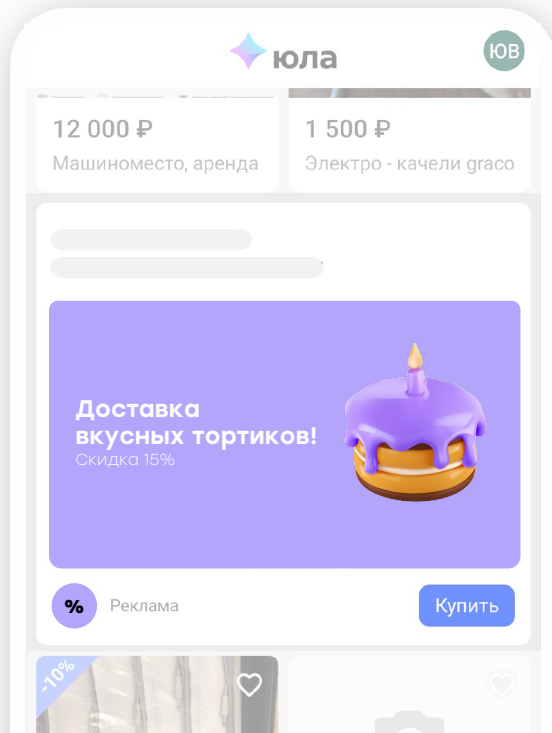 юла
ЮВ
12 000 ₽
Машиноместо, аренда
1 500 ₽
Электро - качели graco
Доставка
вкусных тортиков!
Скидка 15%
%
Реклама
Купить
-10%